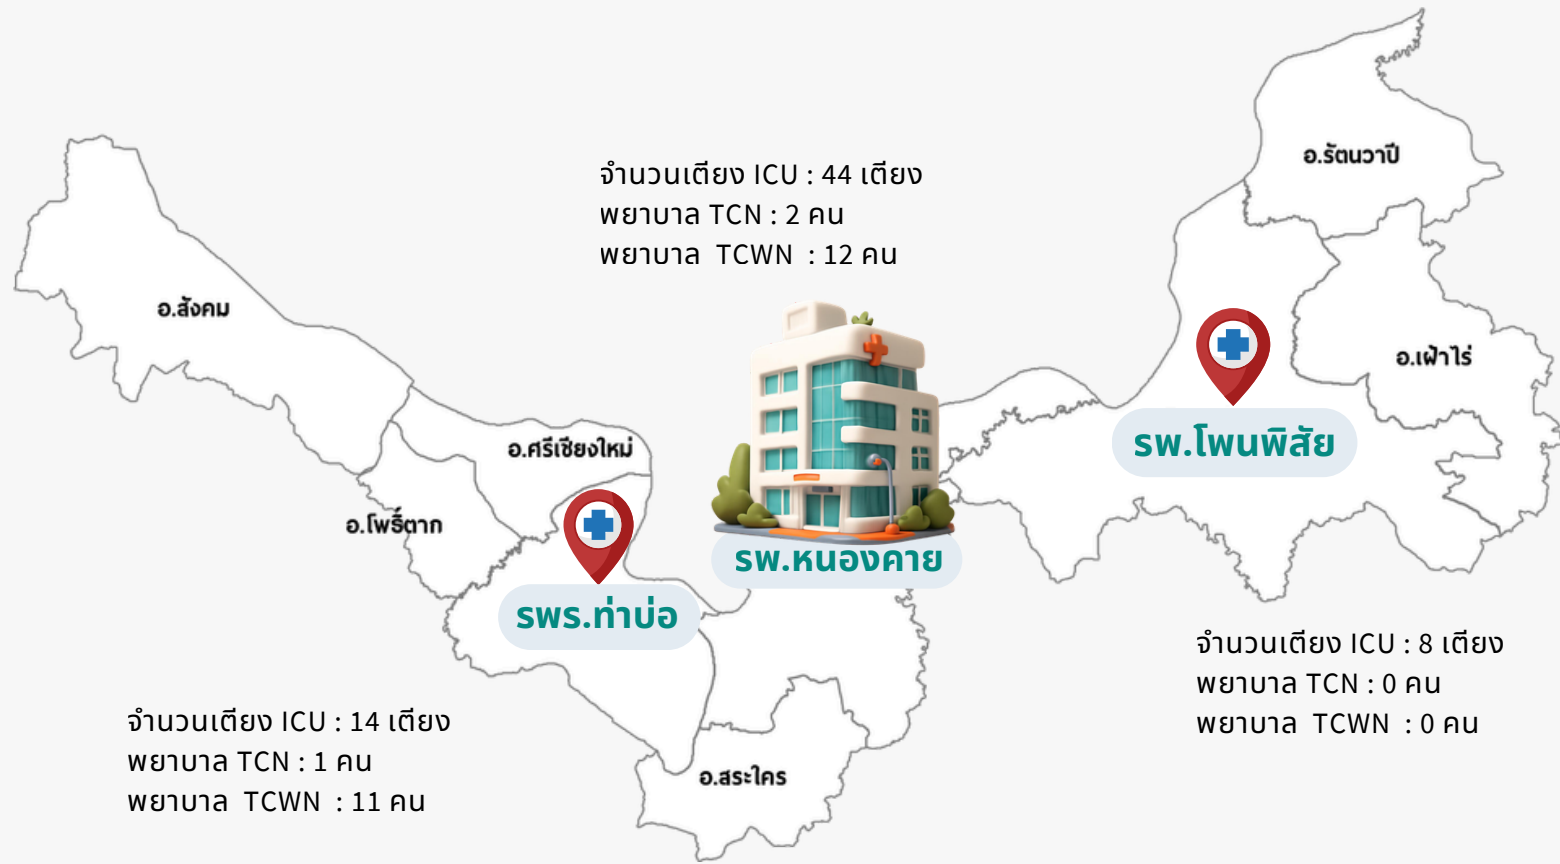 อ.รัตนวาปี
จำนวนเตียง ICU : 44 เตียง
พยาบาล TCN : 2 คน
พยาบาล TCWN : 12 คน
อ.สังคม
อ.เฝ้าไร่
อ.ศรีเชียงใหม่
รพ.โพนพิสัย
อ.โพธิ์ตาก
รพ.หนองคาย
รพร.ท่าบ่อ
จำนวนเตียง ICU : 8 เตียง
พยาบาล TCN : 0 คน
พยาบาล TCWN : 0 คน
จำนวนเตียง ICU : 14 เตียง
พยาบาล TCN : 1 คน
พยาบาล TCWN : 11 คน
อ.สระใคร